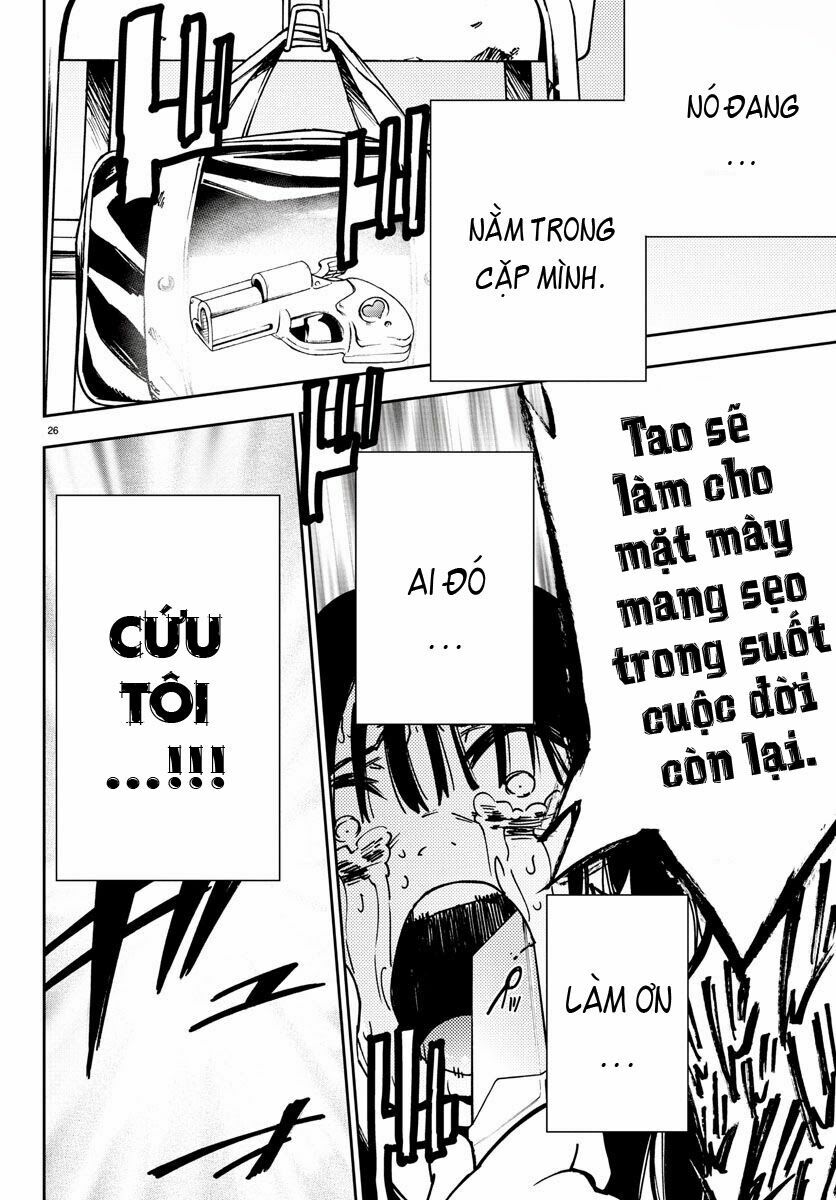 NÓ ĐANG
...
NẰM TRONG
CẶP MÌNH.
Tao sẽ
làm cho
mặt mày
mang sẹo
trong suốt
cuộc đời
còn lại.
AI ĐÓ
...
LÀM ƠN
...
CỨU
TÔI
...!!!
26